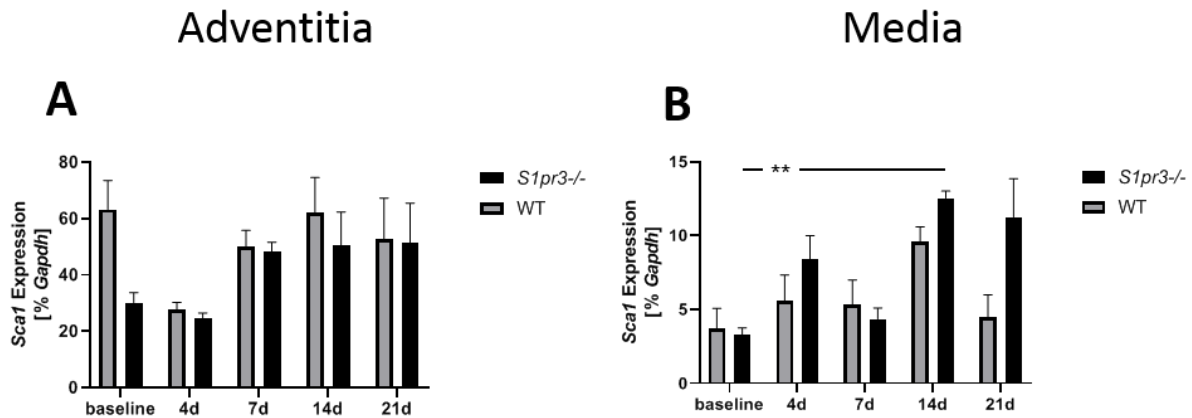 Adventitia
Media
A
80
60
40
20
0
Sca1 Expression
[% Gapdh]
baseline 4d 7d 14d 21d
S1pr3-/-
WT
B
15
10
5
0
Sca1 Expression
[% Gapdh]
**
baseline 4d 7d 14d 21d
S1pr3-/-
WT